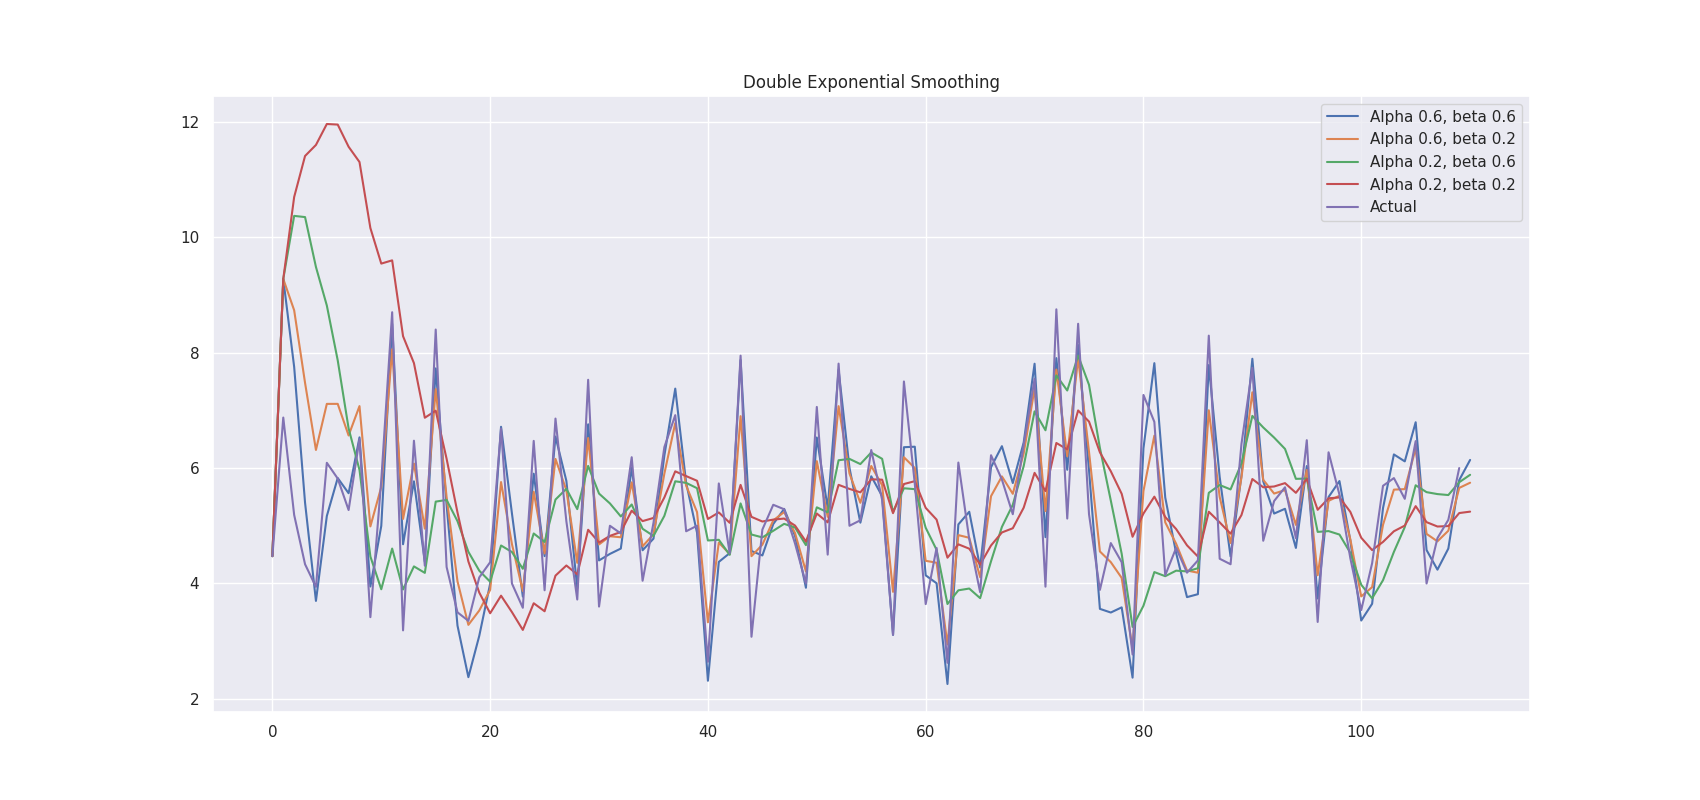 Double Exponential Smoothing
Alpha 0.6, beta 0.6
Alpha 0.6, beta 0.2
Alpha 0.2, beta 0.6
Alpha 0.2, beta 0.2
Actual
12
10
8
6
4
2
0 20 40 60 80 100